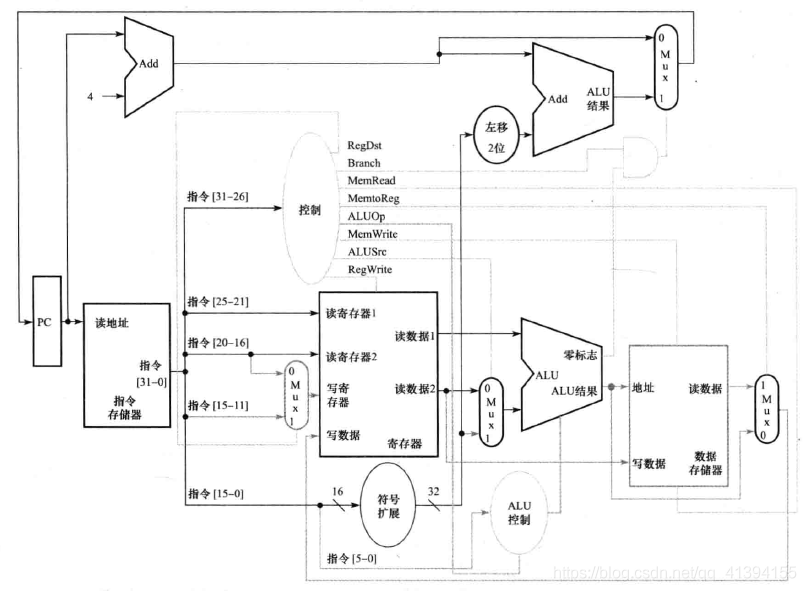 Add
4
0
M
u
x
1
Add
ALU
结果
左移
2位
RegDst
Branch
MemRead
MemtoReg
ALUOp
MemWrite
ALUSrc
RegWrite
控制
指令 [31-26]
指令 [25-21]
指令 [20-16]
指令 [15-11]
指令 [15-0]
指令 [5-0]
PC
读地址
指令
[31-0]
指令
存储器
0
M
u
x
1
读寄存器1
读寄存器2
写寄
存器
写数据
读数据1
读数据2
寄存器
0
M
u
x
1
零标志
ALU
ALU结果
地址
读数据
写数据
数据
存储器
1
M
u
x
0
16
符号
扩展
32
ALU
控制
https://blog.csdn.net/qq_41394155